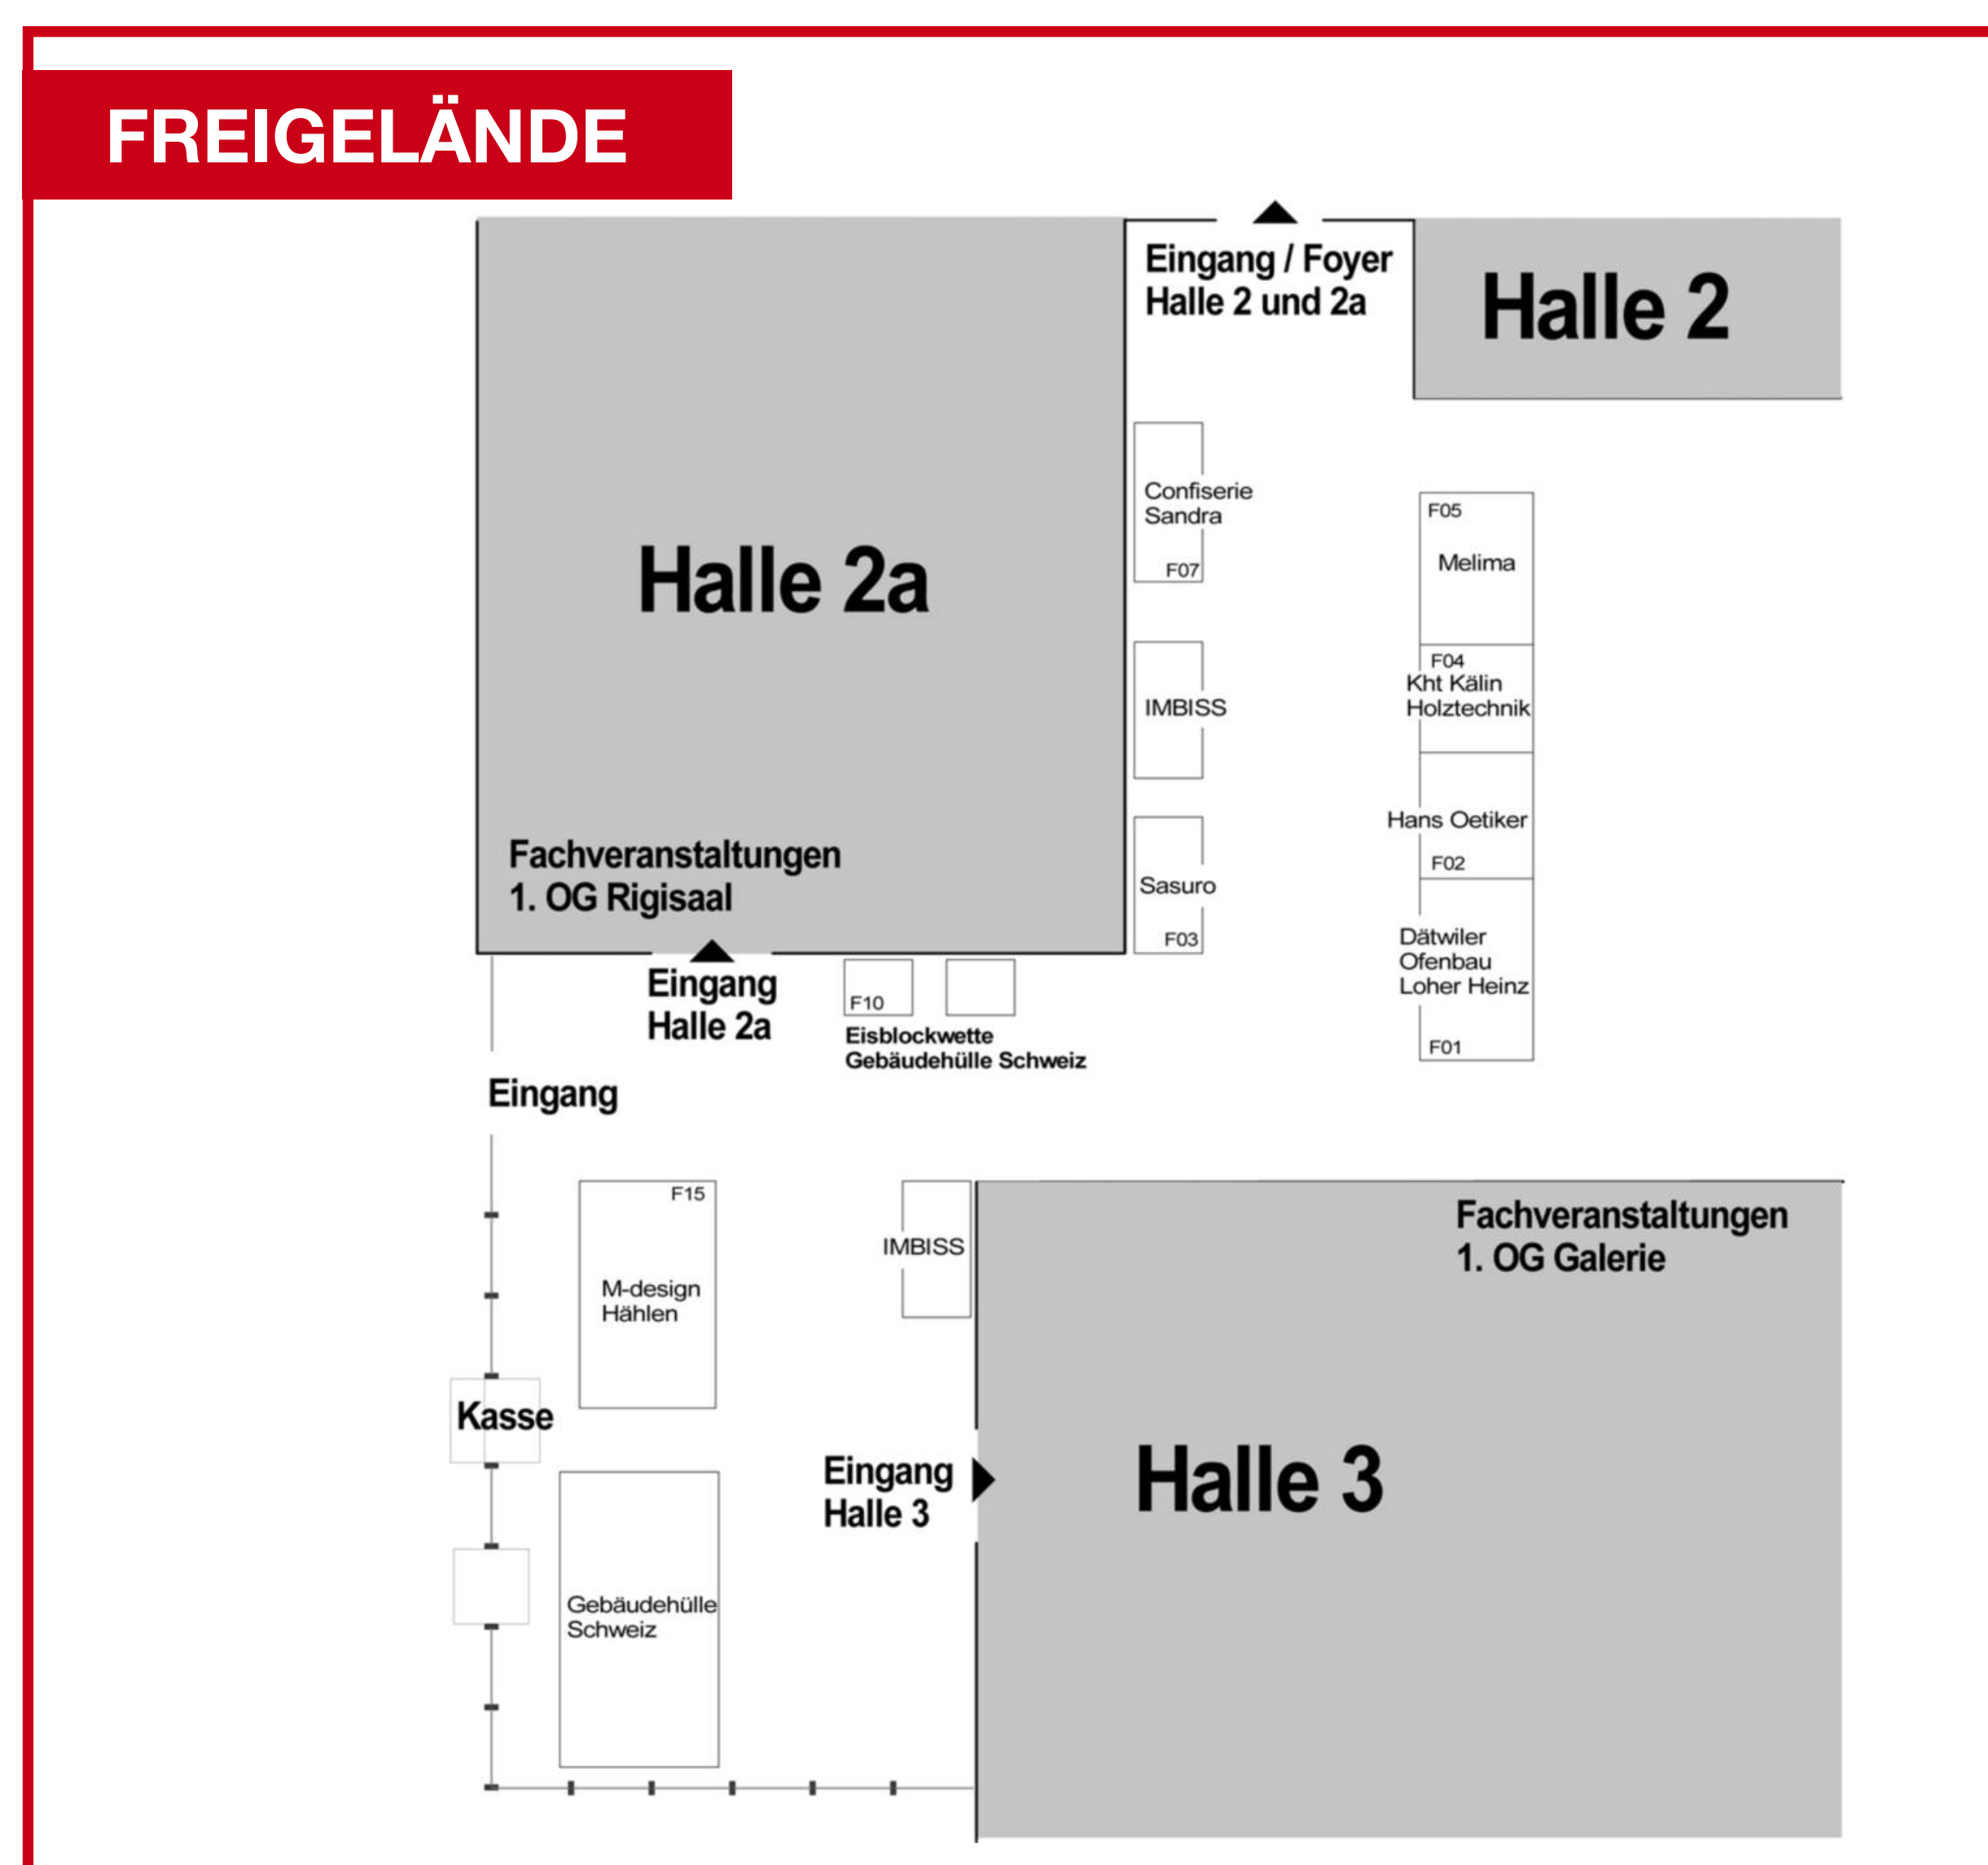 FREIGELÄNDE
Eingang / Foyer
Halle 2 und 2a
Halle 2
Halle 2a
Confiserie
Sandra
F07
F05
Melima
IMBISS
F04
Kht Kälin
Holztechnik
Hans Oetiker
F02
Fachveranstaltungen
1. OG Rigisaal
Sasuro
F03
Dätwiler
Ofenbau
Loher Heinz
F01
Eingang
Halle 2a
F10
Eisblockwette
Gebäudehülle Schweiz
Eingang
F15
M-design
Hählen
IMBISS
Fachveranstaltungen
1. OG Galerie
Kasse
Eingang
Halle 3
Halle 3
Gebäudehülle
Schweiz